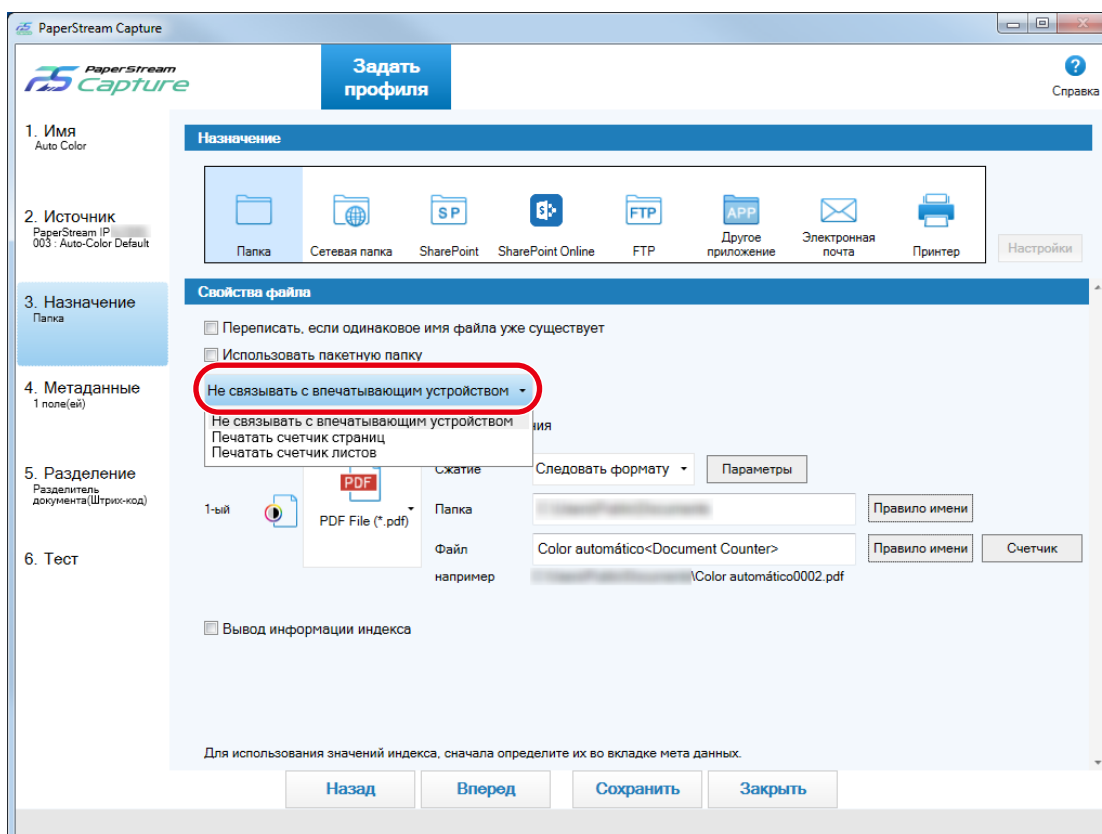 PaperStream Capture
PaperStream
Capture
Задать
профиля
?
Справка
1. Имя
Auto Color
2. Источник
PaperStream IP
003 : Auto-Color Default
3. Назначение
Папка
4. Метаданные
1 поле(ей)
5. Разделение
Разделитель
документа(Штрих-код)
6. Тест
Назначение
Папка
Сетевая папка
SP
SharePoint
S
SharePoint Online
FTP
FTP
APP
Другое
приложение
Электронная
почта
Принтер
Настройки
Свойства файла
Переписать, если одинаковое имя файла уже существует
Использовать пакетную папку
Не связывать с впечатывающим устройством
Не связывать с впечатывающим устройством
Печатать счетчик страниц
Печатать счетчик листов
ния
1-ый
PDF
PDF File (*.pdf)
Сжатие
Следовать формату
Параметры
Папка
Правило имени
Файл
Color automático<Document Counter>
Правило имени
Счетчик
например
\Color automático0002.pdf
Вывод информации индекса
Для использования значений индекса, сначала определите их во вкладке мета данных.
Назад
Вперед
Сохранить
Закрыть